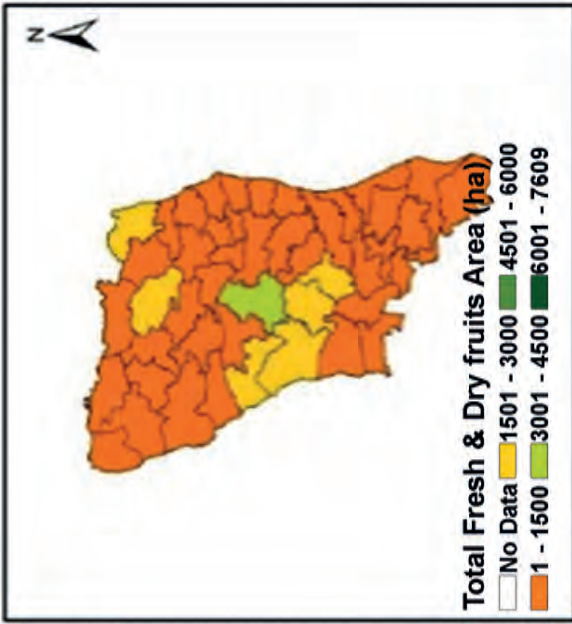 N
Total Fresh & Dry fruits Area (ha)
No Data 1501 - 3000 4501 - 6000
1 - 1500 3001 - 4500 6001 - 7609